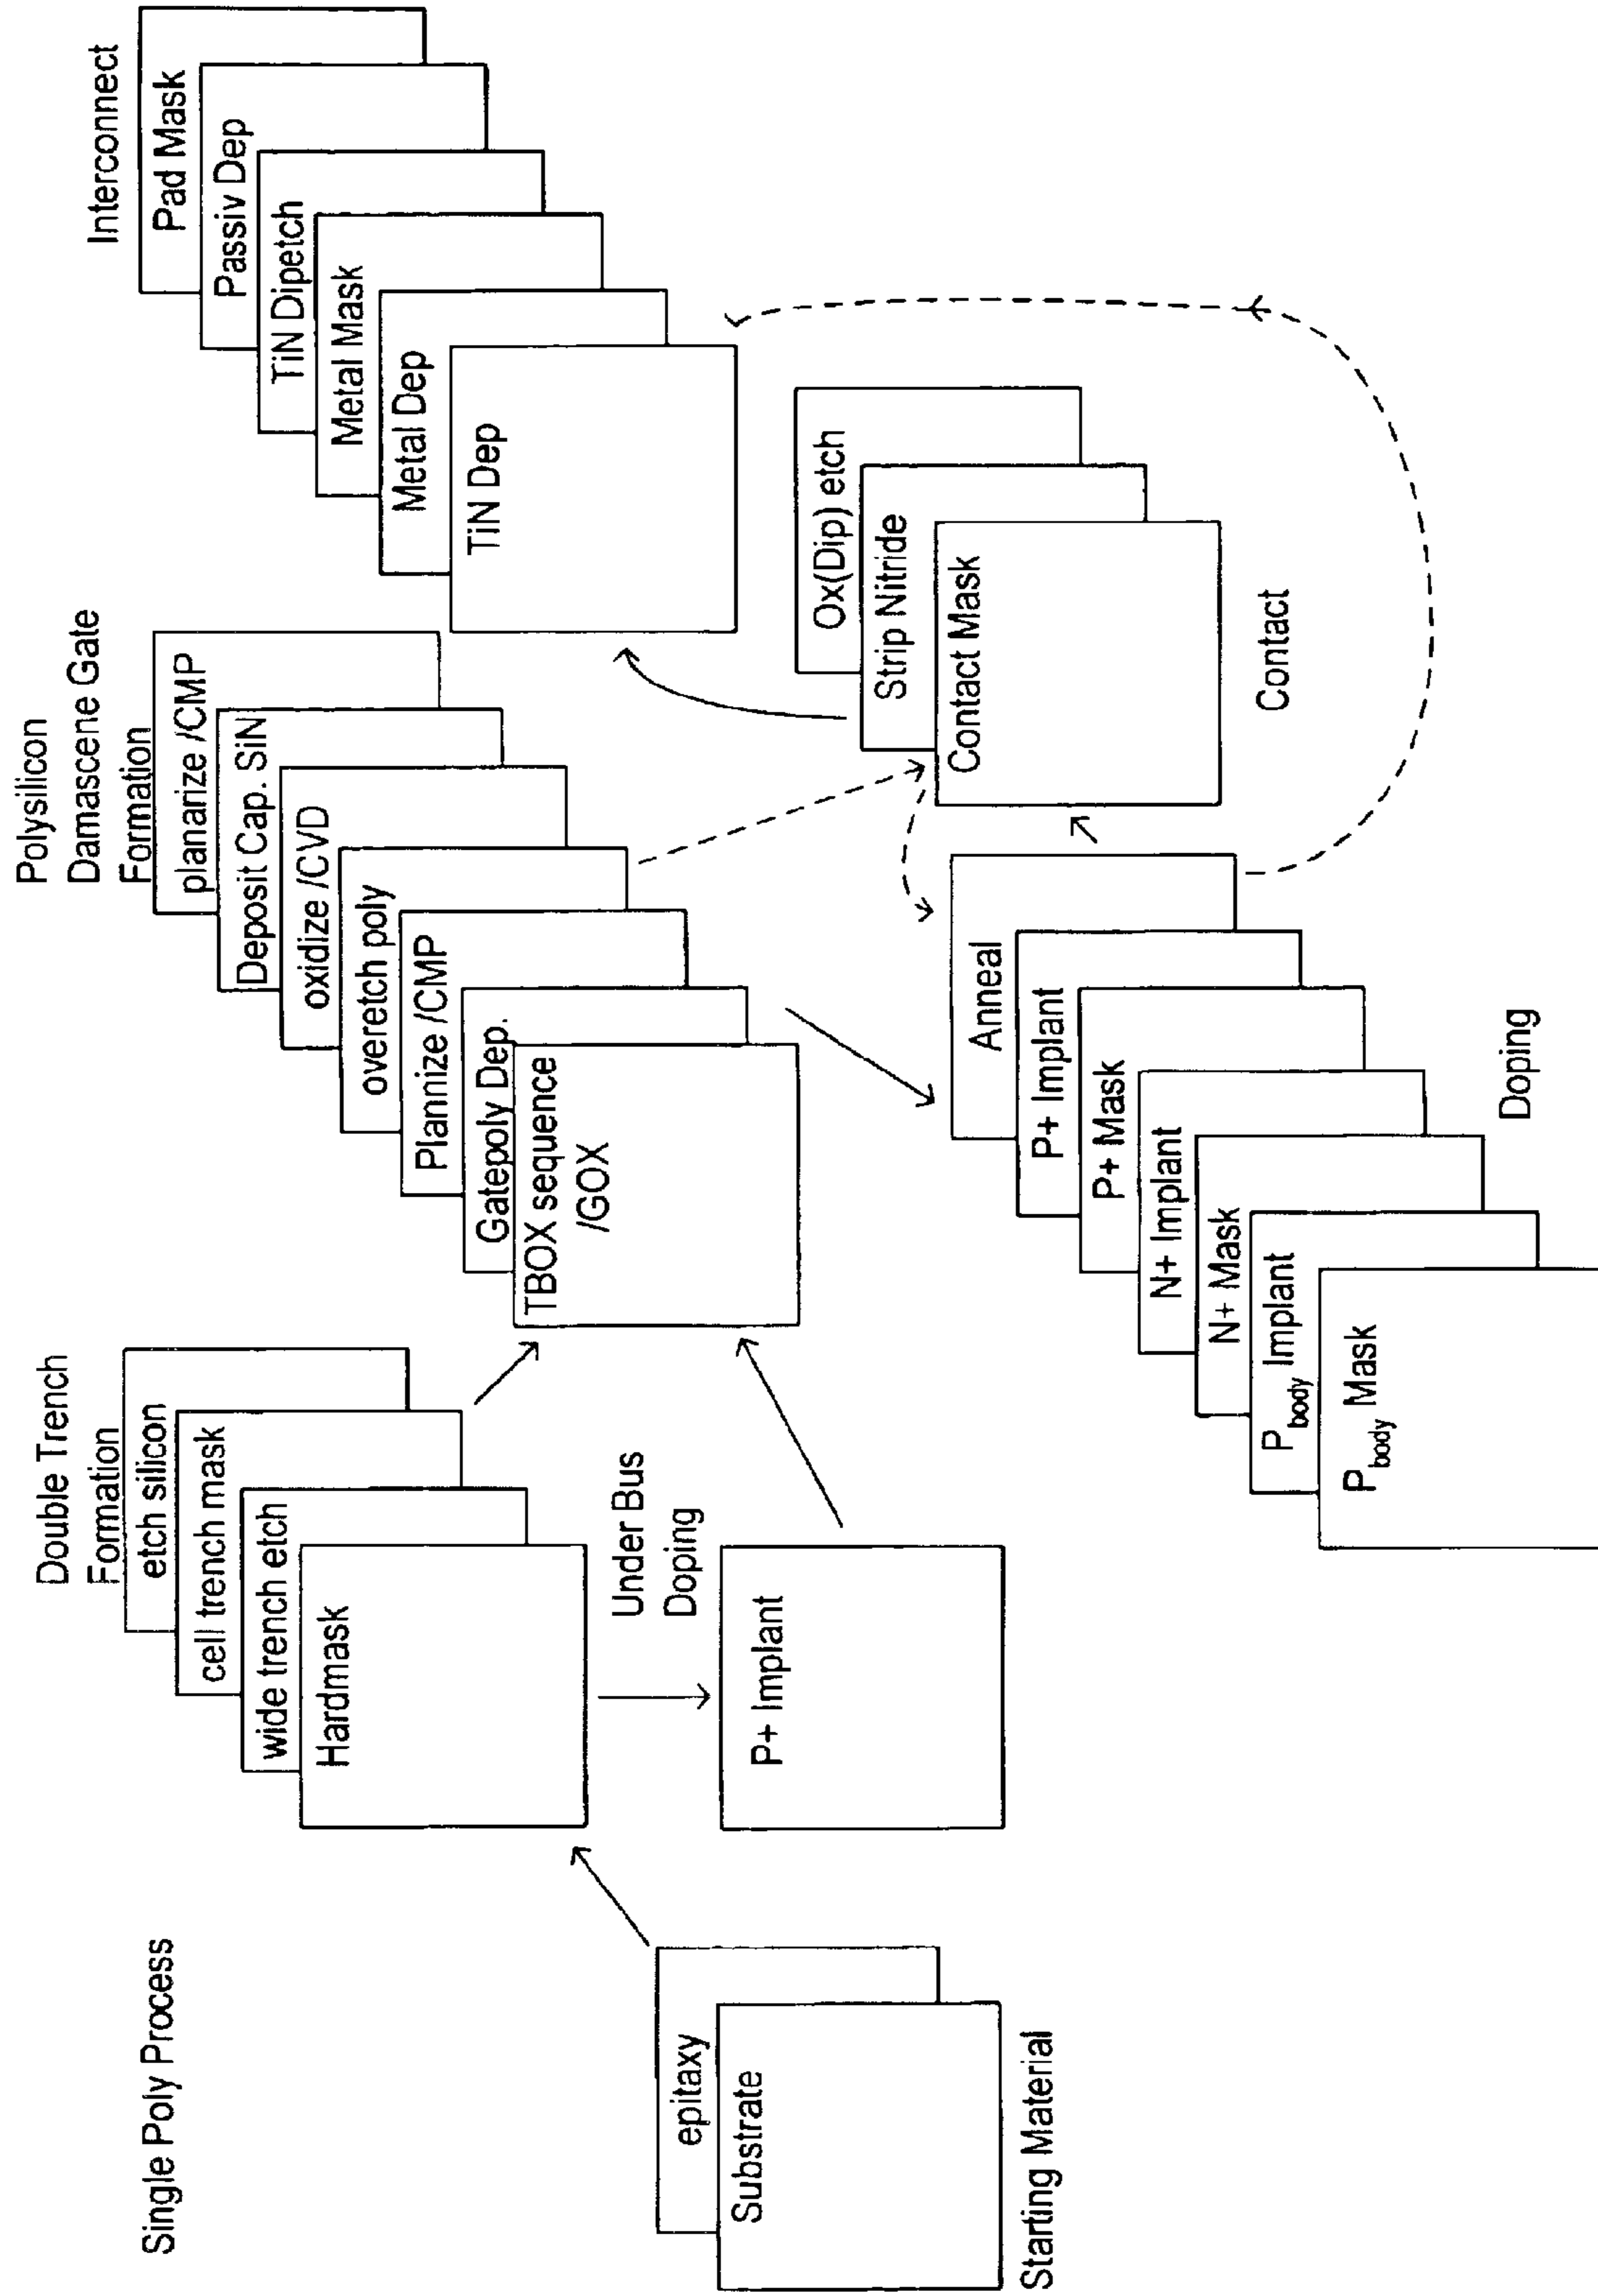 Single Poly Process
epitaxy
Substrate
Starting Material
Double Trench
Formation
etch silicon
cell trench mask
wide trench etch
Hardmask
Under Bus
Doping
P+ Implant
Polysilicon
Damascene Gate
Formation
planarize /CMP
Deposit Cap. SiN
oxidize /CVD
overetch poly
Plannize /CMP
Gatepoly Dep.
TBOX sequence
/GOX
Anneal
P+ Implant
P+ Mask
N+ Implant
N+ Mask
Pbody Implant
Pbody Mask
Doping
Ox(Dip) etch
Strip Nitride
Contact Mask
Contact
Interconnect
Pad Mask
Passiv Dep
TiN Dipetch
Metal Mask
Metal Dep
TiN Dep